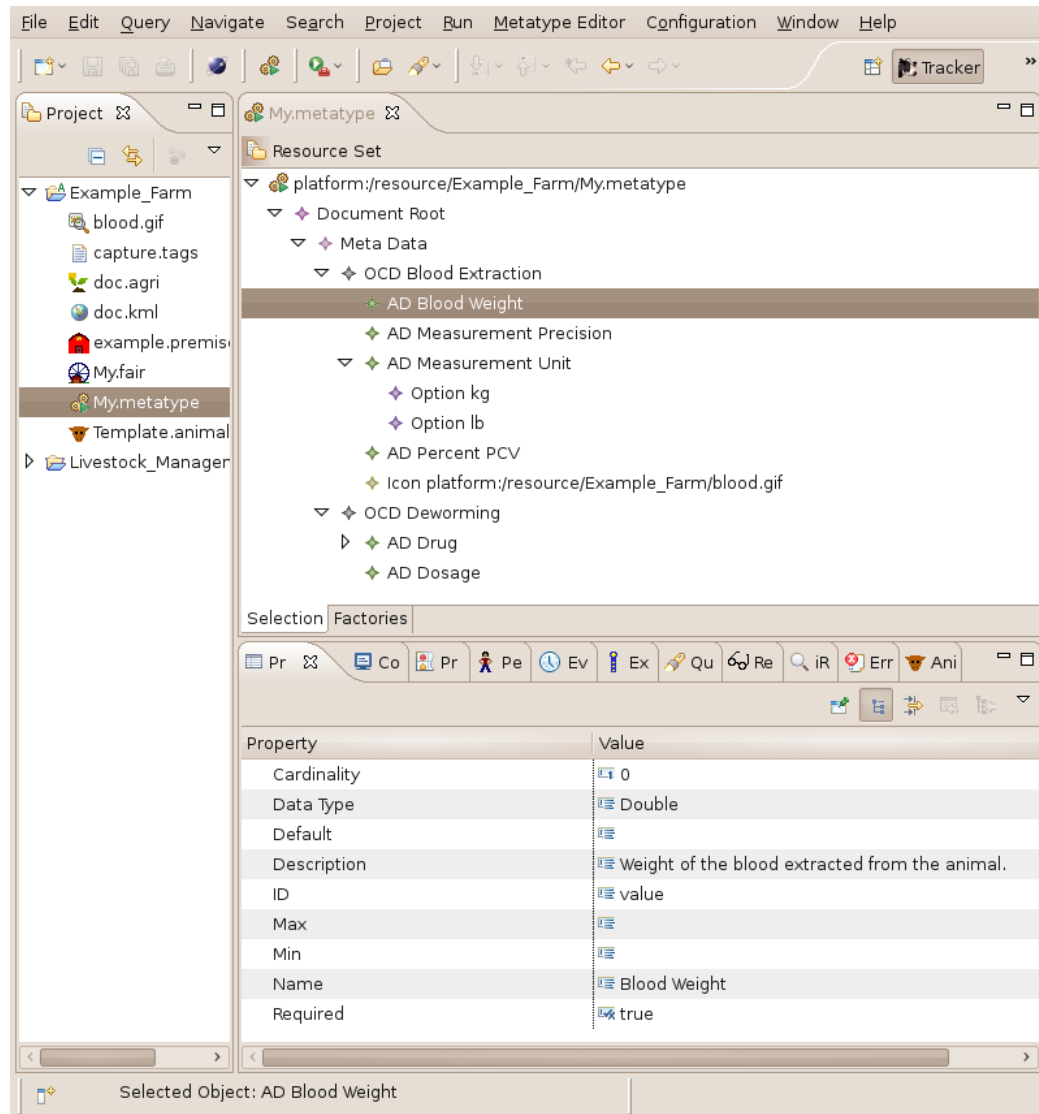 File Edit Query Navigate Search Project Run Metatype Editor Configuration Window Help
Tracker »
Project
My.metatype
Resource Set
Example_Farm
blood.gif
capture.tags
doc.agri
doc.kml
example.premis
My.fair
My.metatype
Template.animal
Livestock_Manager
platform:/resource/Example_Farm/My.metatype
Document Root
Meta Data
OCD Blood Extraction
AD Blood Weight
AD Measurement Precision
AD Measurement Unit
Option kg
Option lb
AD Percent PCV
Icon platform:/resource/Example_Farm/blood.gif
OCD Deworming
AD Drug
AD Dosage
Selection Factories
Pr Co Pr Pe Ev Ex Qu Re iR Err Ani
Property Value
Cardinality 0
Data Type Double
Default
Description Weight of the blood extracted from the animal.
ID value
Max
Min
Name Blood Weight
Required true
Selected Object: AD Blood Weight